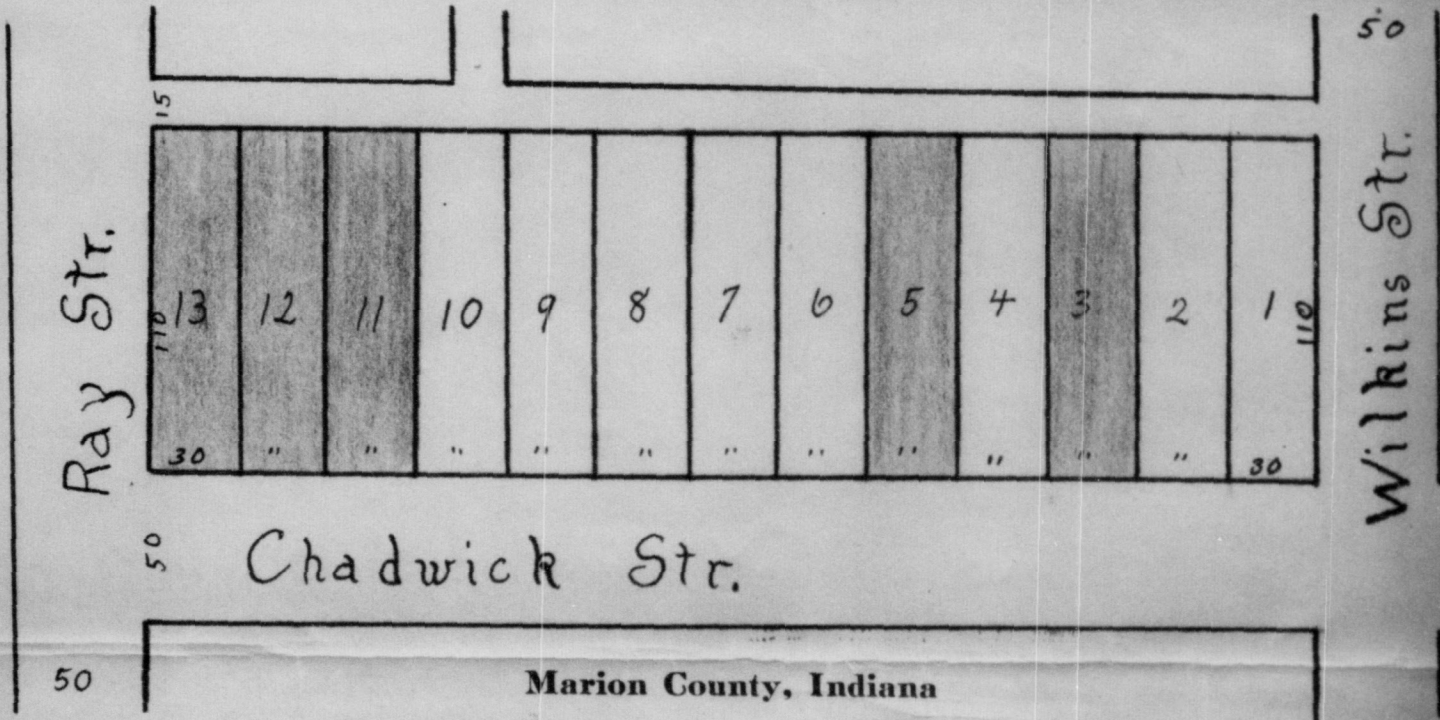 50
15
13 12 11 10 9 8 7 6 5 4 3 2 1
110 110
30 " " " " " " " " " " " 30
Ray Str.
Wilkins Str.
50
Chadwick Str.
50
Marion County, Indiana